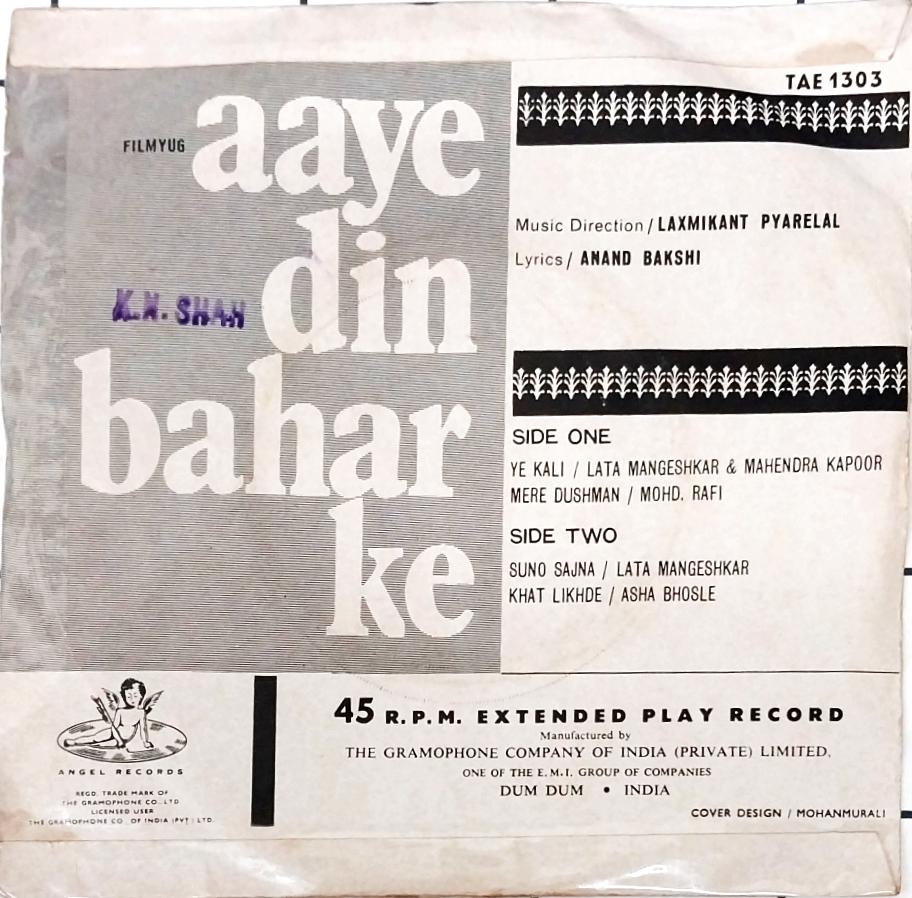 TAE 1303
FILMYUG
aaye
din
bahar
ke
K.N. SHAH
Music Direction / LAXMIKANT PYARELAL
Lyrics / ANAND BAKSHI
SIDE ONE
YE KALI / LATA MANGESHKAR & MAHENDRA KAPOOR
MERE DUSHMAN / MOHD. RAFI
SIDE TWO
SUNO SAJNA / LATA MANGESHKAR
KHAT LIKHDE / ASHA BHOSLE
ANGEL RECORDS
REGD. TRADE MARK OF
THE GRAMOPHONE CO., LTD
LICENSED USER
THE GRAMOPHONE CO. OF INDIA (PVT) LTD.
45 R.P.M. EXTENDED PLAY RECORD
Manufactured by
THE GRAMOPHONE COMPANY OF INDIA (PRIVATE) LIMITED,
ONE OF THE E.M.I. GROUP OF COMPANIES
DUM DUM • INDIA
COVER DESIGN / MOHANMURALI